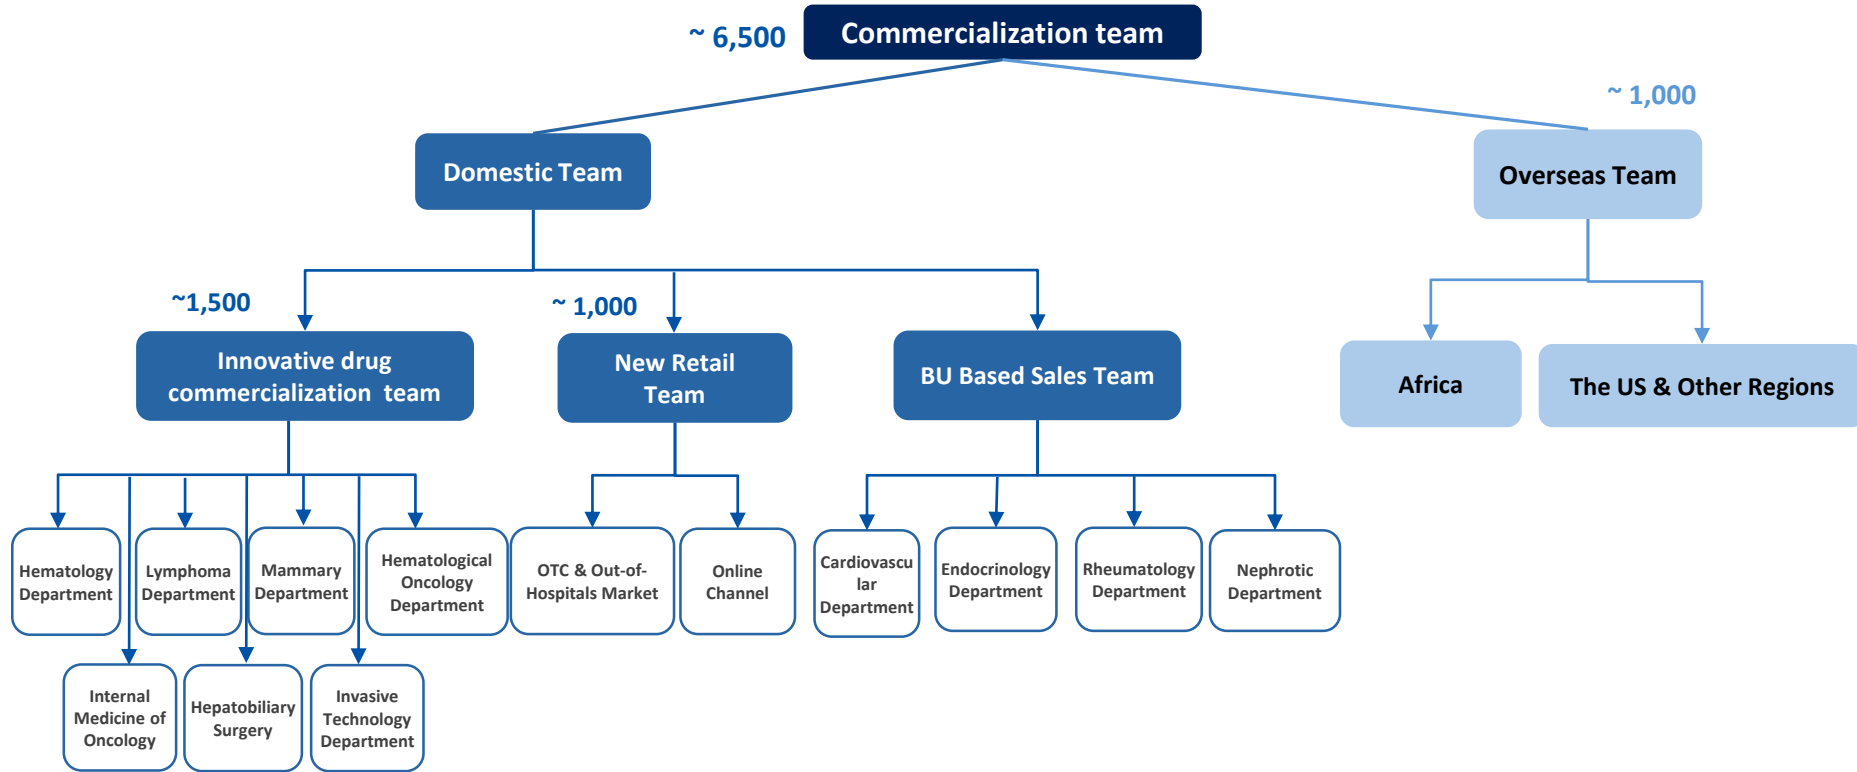 ~ 6,500
Commercialization team
~ 1,000
Domestic Team
Overseas Team
~1,500
~ 1,000
Innovative drug
commercialization team
New Retail
Team
BU Based Sales Team
Africa
The US & Other Regions
Hematology
Department
Lymphoma
Department
Mammary
Department
Hematological
Oncology
Department
OTC & Out-of-
Hospitals Market
Online
Channel
Cardiovascu
lar
Department
Endocrinology
Department
Rheumatology
Department
Nephrotic
Department
Internal
Medicine of
Oncology
Hepatobiliary
Surgery
Invasive
Technology
Department